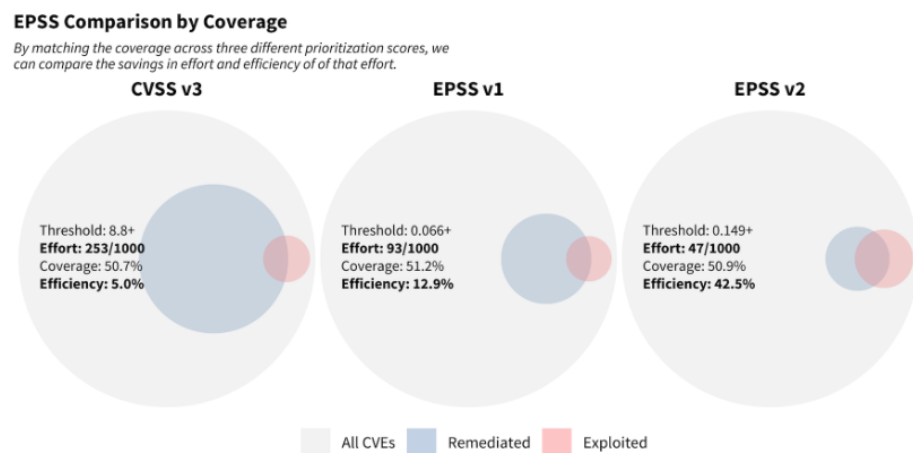 EPSS Comparison by Coverage
By matching the coverage across three different prioritization scores, we
can compare the savings in effort and efficiency of of that effort.
CVSS v3
EPSS v1
EPSS v2
Threshold: 8.8+
Effort: 253/1000
Coverage: 50.7%
Efficiency: 5.0%
Threshold: 0.066+
Effort: 93/1000
Coverage: 51.2%
Efficiency: 12.9%
Threshold: 0.149+
Effort: 47/1000
Coverage: 50.9%
Efficiency: 42.5%
All CVEs
Remediated
Exploited